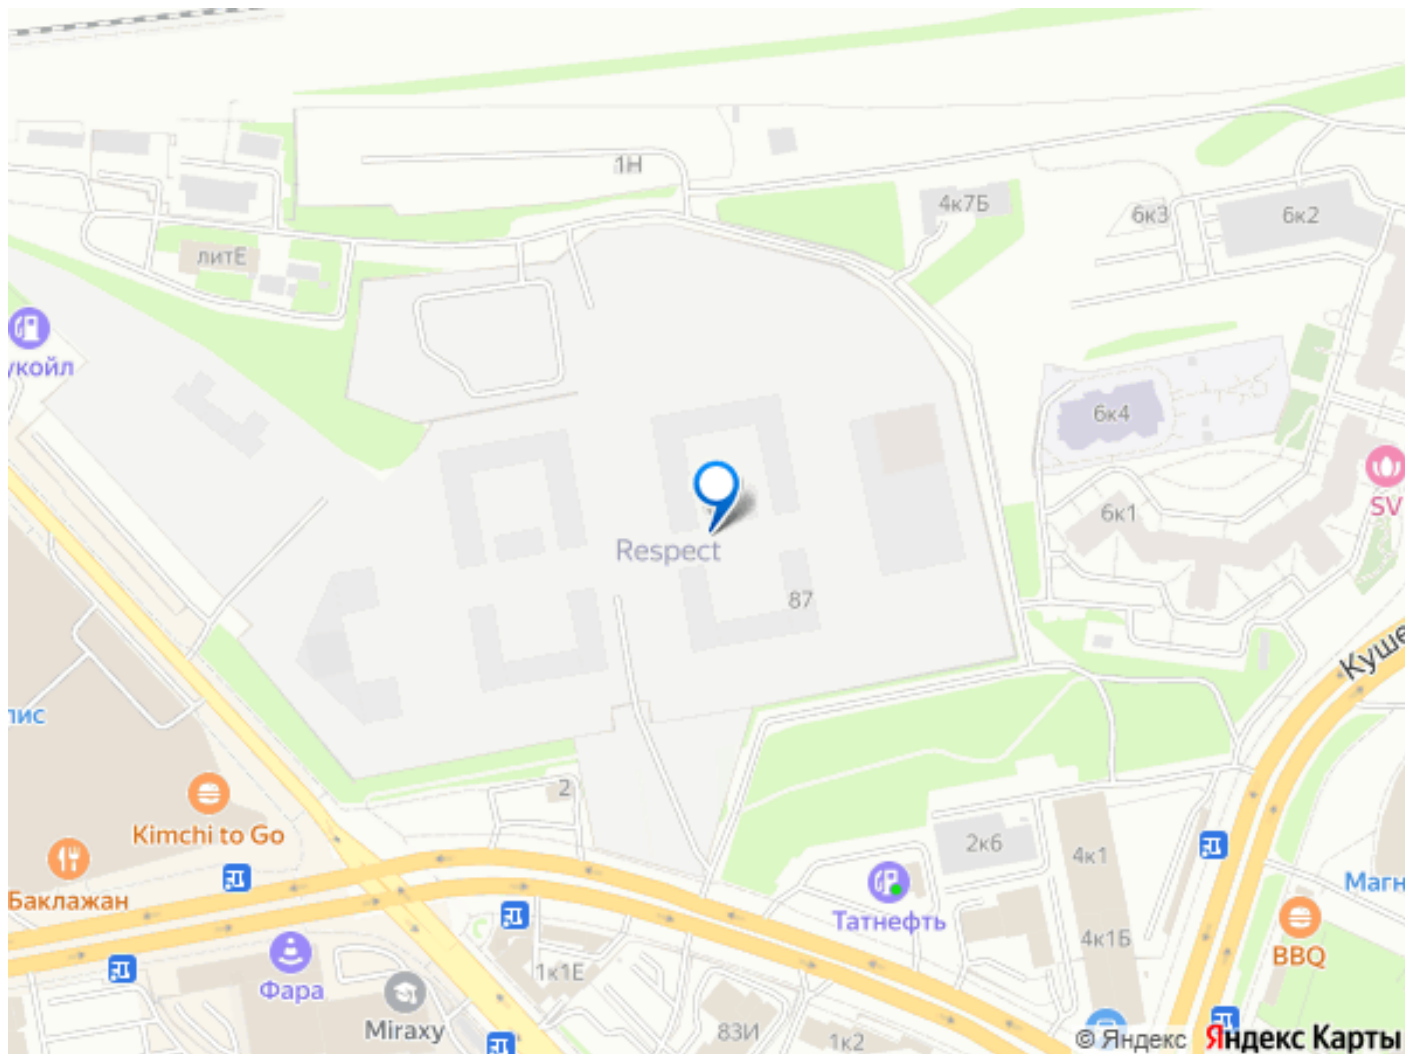 1Н
4к7Б
6к3
6к2
литЕ
укойл
6к4
SV
6к1
Respect
87
Куше
лис
2
Kimchi to Go
2к6
4к1
Баклажан
Татнефть
Магн
4к1Б
BBQ
Фара
1к1Е
Miraxy
83И
1к2
© Яндекс Яндекс Карты